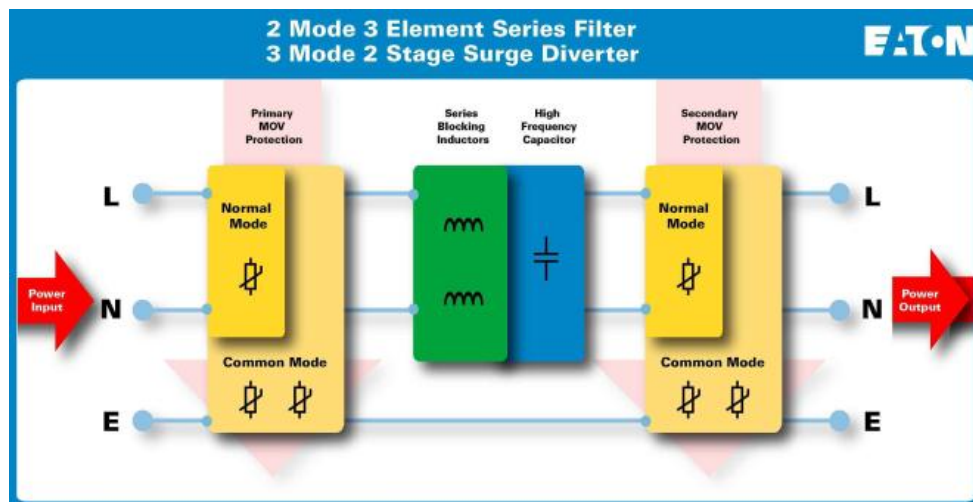 2 Mode 3 Element Series Filter
3 Mode 2 Stage Surge Diverter
EATON
Primary
MOV
Protection
Series
Blocking
Inductors
High
Frequency
Capacitor
Secondary
MOV
Protection
L
Normal
Mode
Normal
Mode
L
Power
Input
N
N
Power
Output
Common Mode
Common Mode
E
E